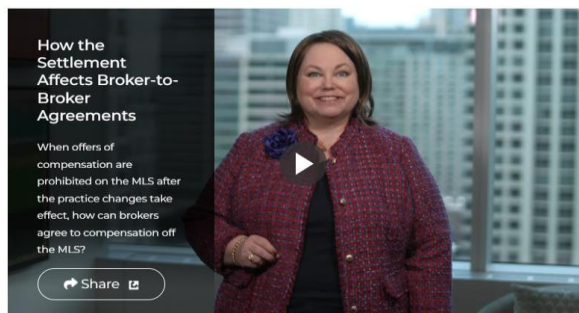 How the
Settlement
Affects Broker-to-
Broker
Agreements
When offers of
compensation are
prohibited on the MLS after
the practice changes take
effect, how can brokers
agree to compensation off
the MLS?
Share